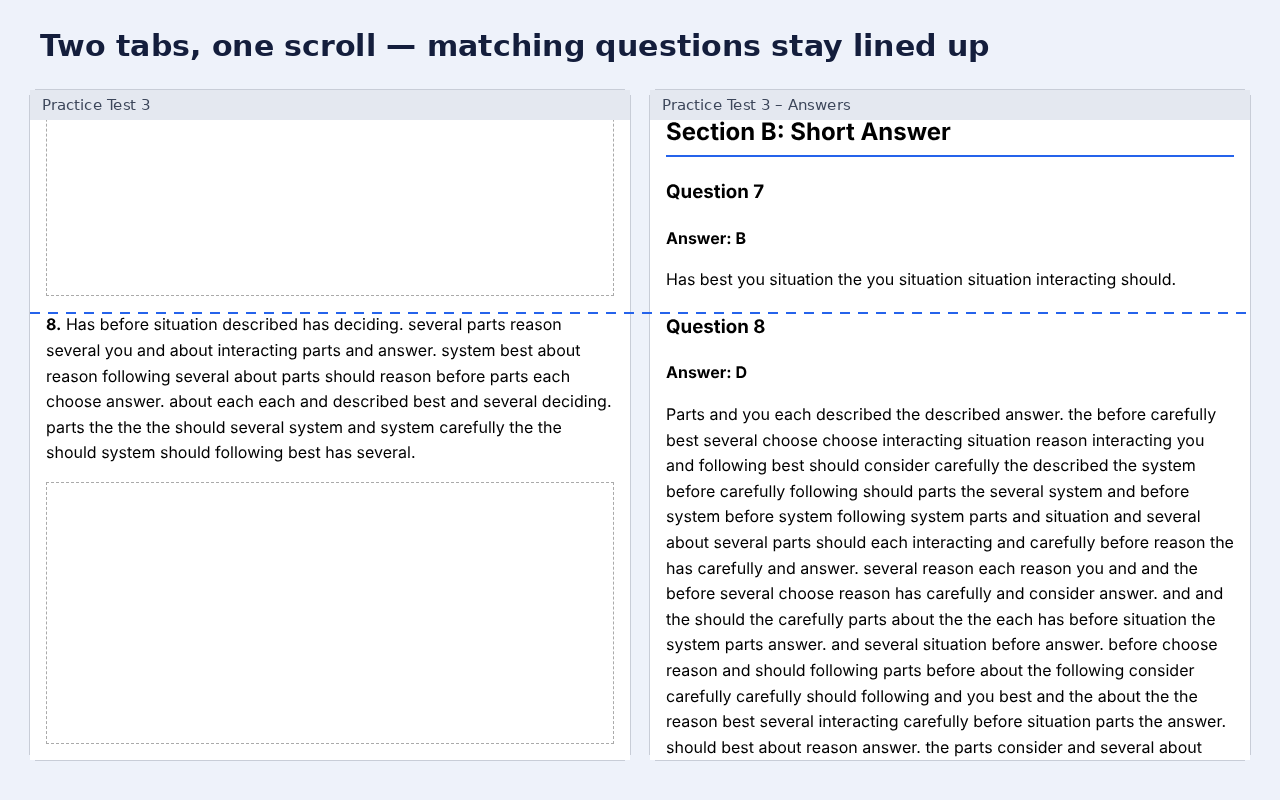 Two tabs, one scroll — matching questions stay lined up
Practice Test 3
8. Has before situation described has deciding. several parts reason
several you and about interacting parts and answer. system best about
reason following several about parts should reason before parts each
choose answer. about each each and described best and several deciding.
parts the the the should several system and system carefully the the
should system should following best has several.
Practice Test 3 – Answers
Section B: Short Answer
Question 7
Answer: B
Has best you situation the you situation situation interacting should.
Question 8
Answer: D
Parts and you each described the described answer. the before carefully
best several choose choose interacting situation reason interacting you
and following best should consider carefully the described the system
before carefully following should parts the several system and before
system before system following system parts and situation and several
about several parts should each interacting and carefully before reason the
has carefully and answer. several reason each reason you and and the
before several choose reason has carefully and consider answer. and and
the should the carefully parts about the the each has before situation the
system parts answer. and several situation before answer. before choose
reason and should following parts before about the following consider
carefully carefully should following and you best and the about the the
reason best several interacting carefully before situation parts the answer.
should best about reason answer. the parts consider and several about